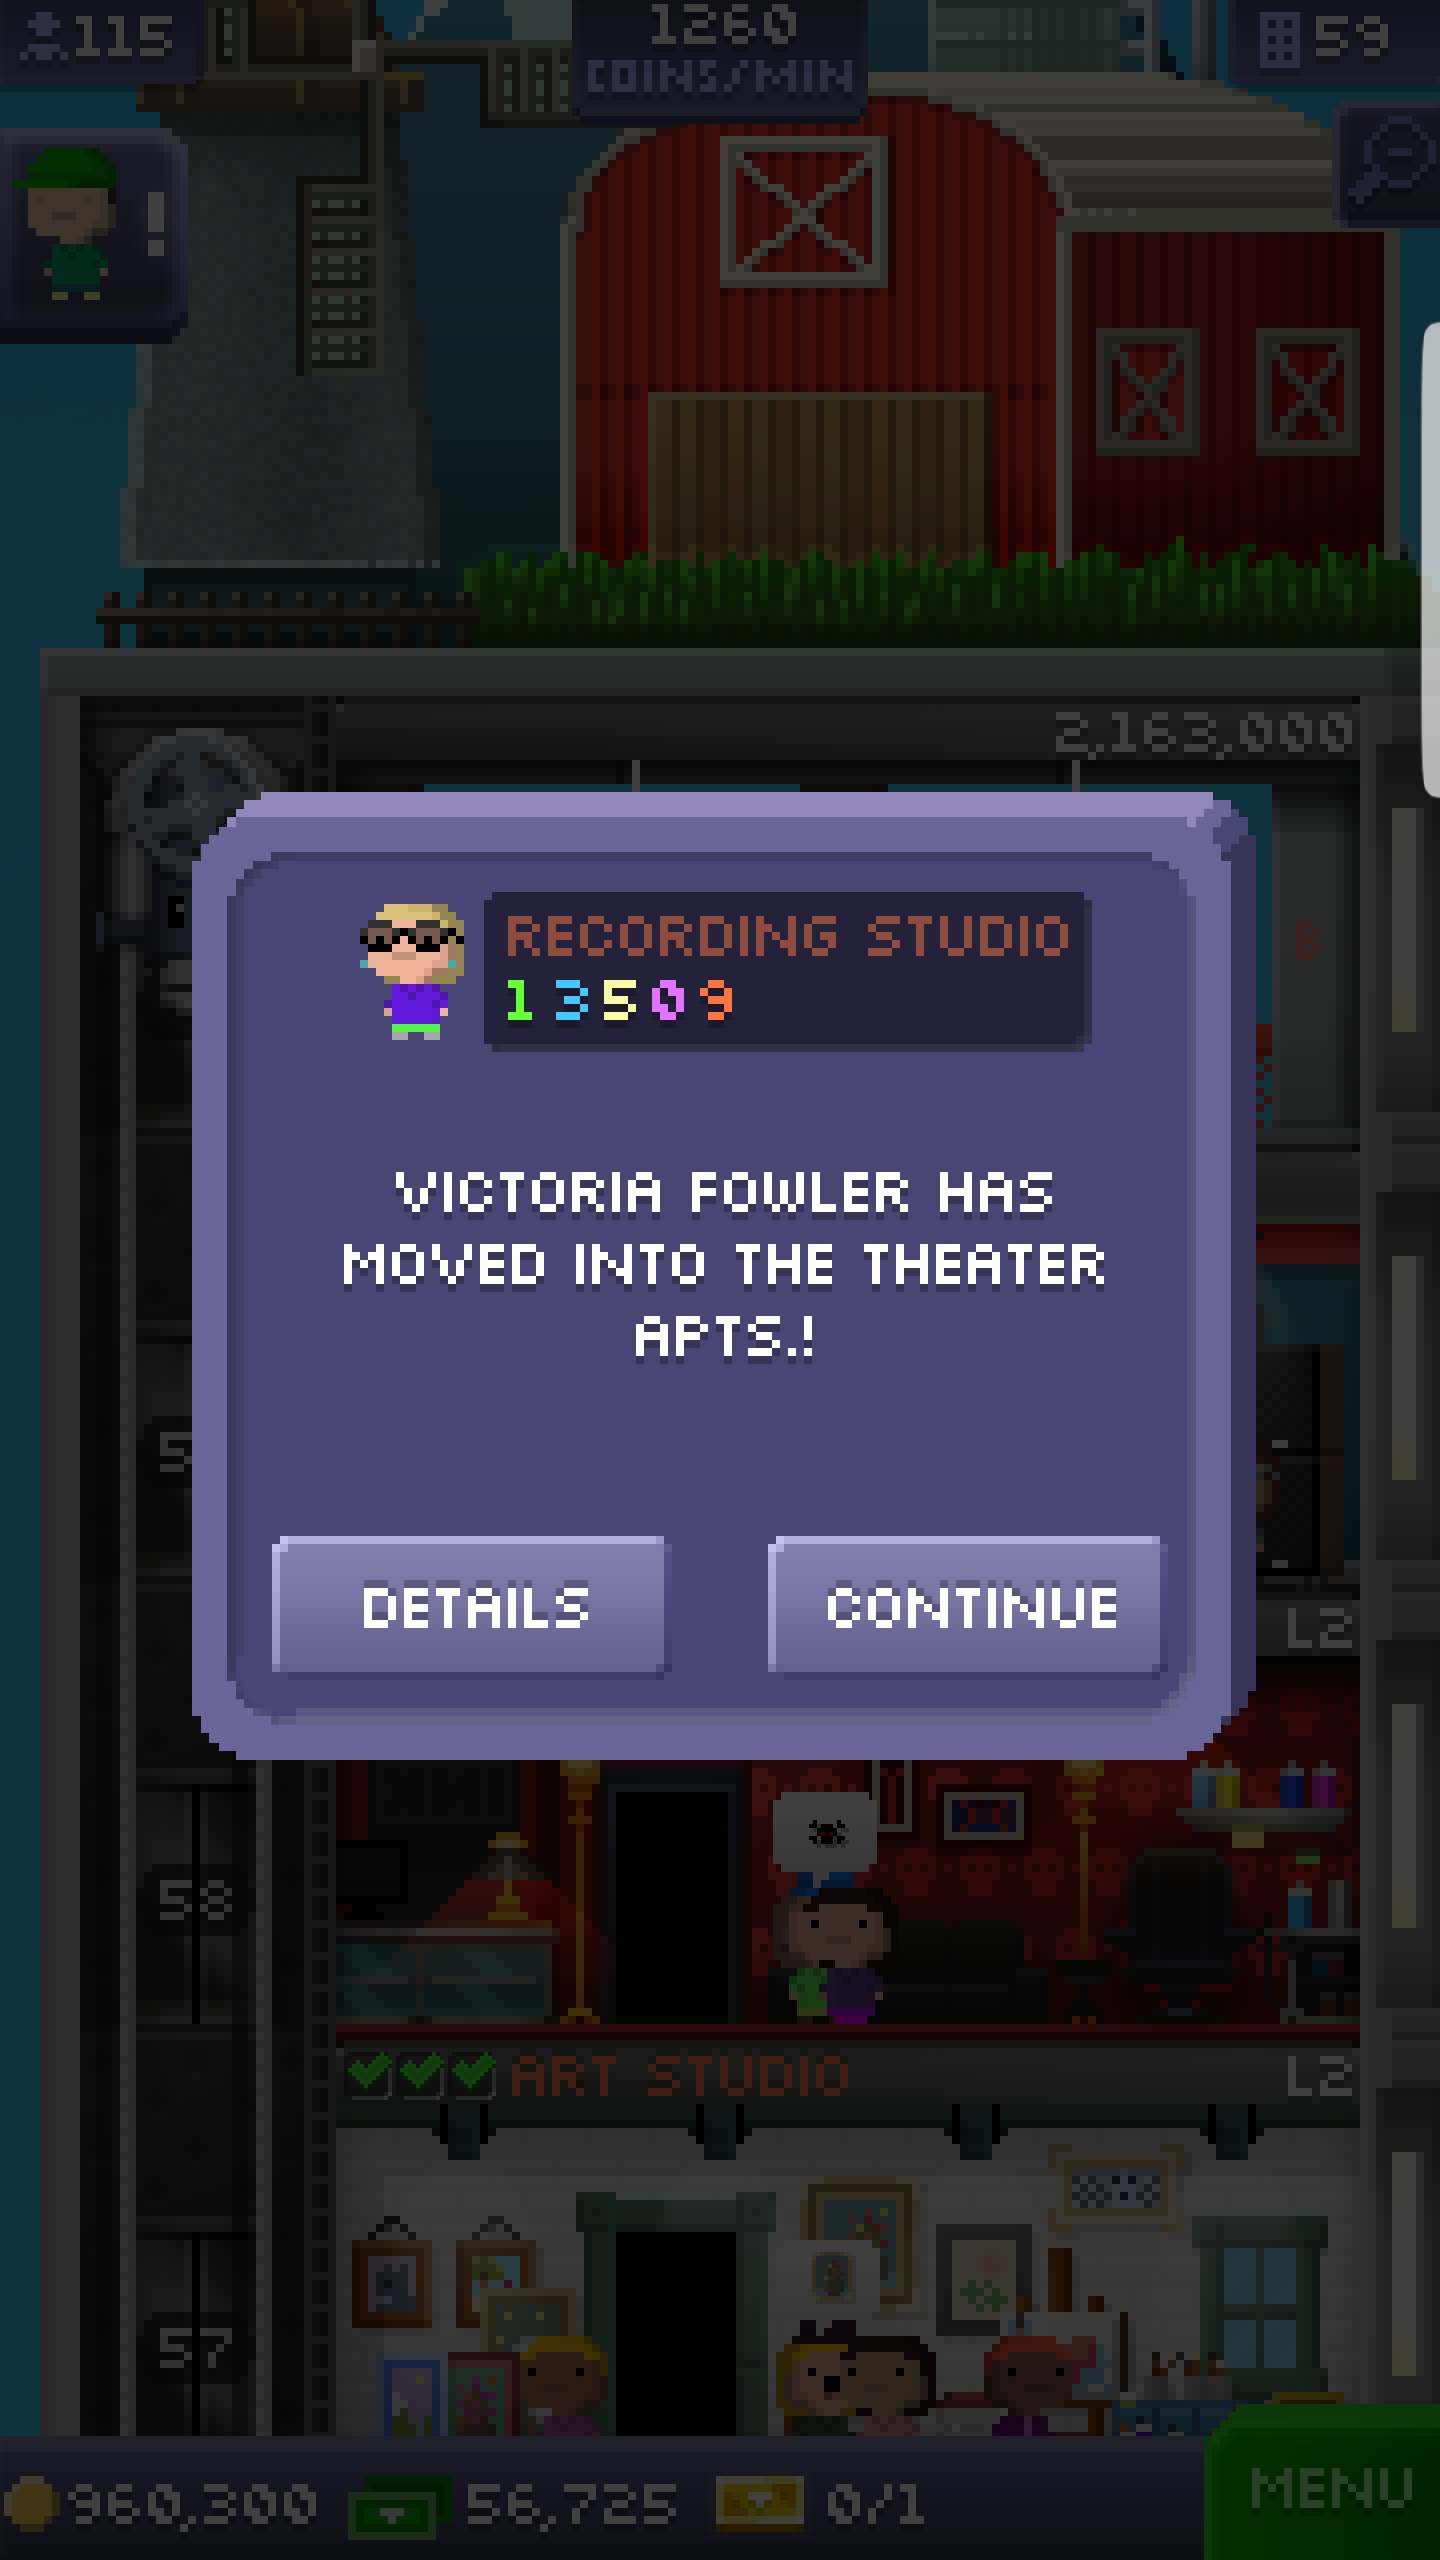 115
1260
COINS/MIN
59
!
2,163,000
RECORDING STUDIO
1 3 5 0 9
B
VICTORIA FOWLER HAS
MOVED INTO THE THEATER
APTS.!
DETAILS
CONTINUE
L2
58
ART STUDIO
L2
57
960,300
56,725
0/1
MENU